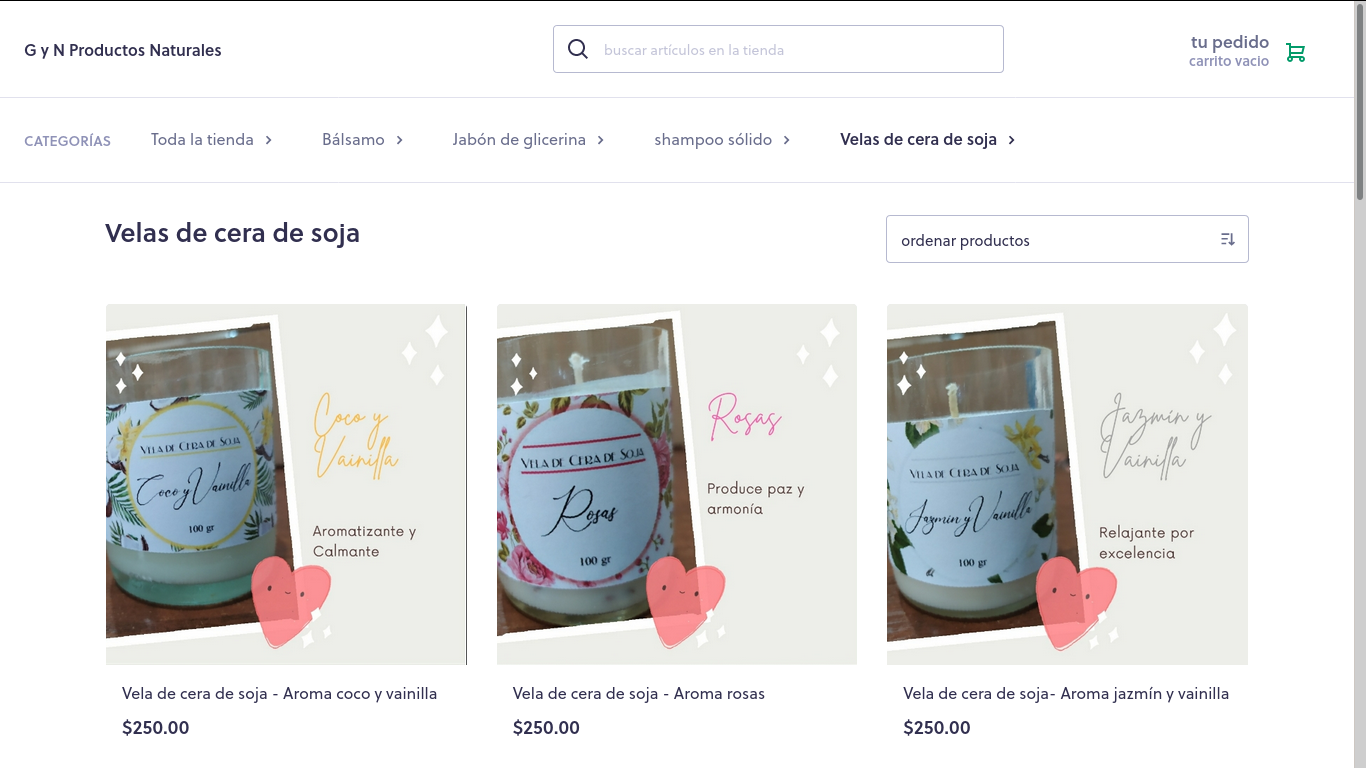 G y N Productos Naturales
buscar artículos en la tienda
tu pedido
carrito vacio
CATEGORÍAS
Toda la tienda
Bálsamo
Jabón de glicerina
shampoo sólido
Velas de cera de soja
Velas de cera de soja
ordenar productos
VELA DE CERA DE SOJA
Coco y Vainilla
100 gr
Coco y
Vainilla
Aromatizante y
Calmante
VELA DE CERA DE SOJA
Rosas
100 gr
Rosas
Produce paz y
armonía
VELA DE CERA DE SOJA
Jazmín y Vainilla
100 gr
Jazmín y
Vainilla
Relajante por
excelencia
Vela de cera de soja - Aroma coco y vainilla
$250.00
Vela de cera de soja - Aroma rosas
$250.00
Vela de cera de soja- Aroma jazmín y vainilla
$250.00